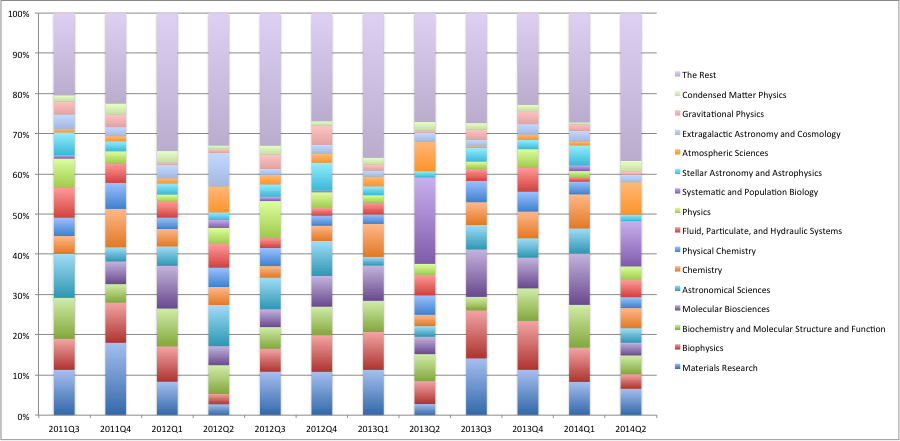 100%
90%
80%
70%
60%
50%
40%
30%
20%
10%
0%
2011Q3 2011Q4 2012Q1 2012Q2 2012Q3 2012Q4 2013Q1 2013Q2 2013Q3 2013Q4 2014Q1 2014Q2
The Rest
Condensed Matter Physics
Gravitational Physics
Extragalactic Astronomy and Cosmology
Atmospheric Sciences
Stellar Astronomy and Astrophysics
Systematic and Population Biology
Physics
Fluid, Particulate, and Hydraulic Systems
Physical Chemistry
Chemistry
Astronomical Sciences
Molecular Biosciences
Biochemistry and Molecular Structure and Function
Biophysics
Materials Research